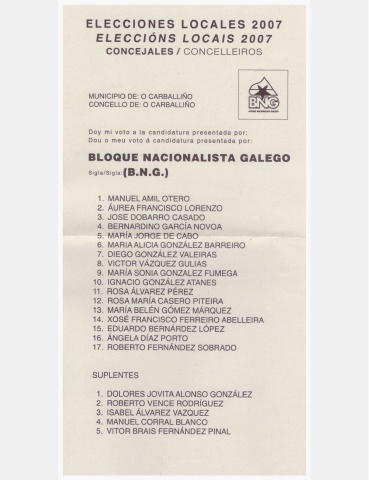 ELECCIONES LOCALES 2007
ELECCIÓNS LOCAIS 2007
CONCEJALES / CONCELLEIROS
MUNICIPIO DE: O CARBALLIÑO
CONCELLO DE: O CARBALLIÑO
BNG
Doy mi voto a la candidatura presentada por:
Dou o meu voto á candidatura presentada por:
BLOQUE NACIONALISTA GALEGO
Sigla/Sigla: (B.N.G.)
1. MANUEL AMIL OTERO
2. ÁUREA FRANCISCO LORENZO
3. JOSE DOBARRO CASADO
4. BERNARDINO GARCÍA NOVOA
5. MARÍA JORGE DE CABO
6. MARIA ALICIA GONZÁLEZ BARREIRO
7. DIEGO GONZÁLEZ VALEIRAS
8. VICTOR VÁZQUEZ GULIAS
9. MARÍA SONIA GONZALEZ FUMEGA
10. IGNACIO GONZÁLEZ ATANES
11. ROSA ÁLVAREZ PÉREZ
12. ROSA MARÍA CASERO PITEIRA
13. MARÍA BELÉN GÓMEZ MÁRQUEZ
14. XOSÉ FRANCISCO FERREIRO ABELLEIRA
15. EDUARDO BERNÁRDEZ LÓPEZ
16. ÁNGELA DÍAZ PORTO
17. ROBERTO FERNÁNDEZ SOBRADO
SUPLENTES
1. DOLORES JOVITA ALONSO GONZÁLEZ
2. ROBERTO VENCE RODRÍGUEZ
3. ISABEL ÁLVAREZ VAZQUEZ
4. MANUEL CORRAL BLANCO
5. VITOR BRAIS FERNÁNDEZ PINAL